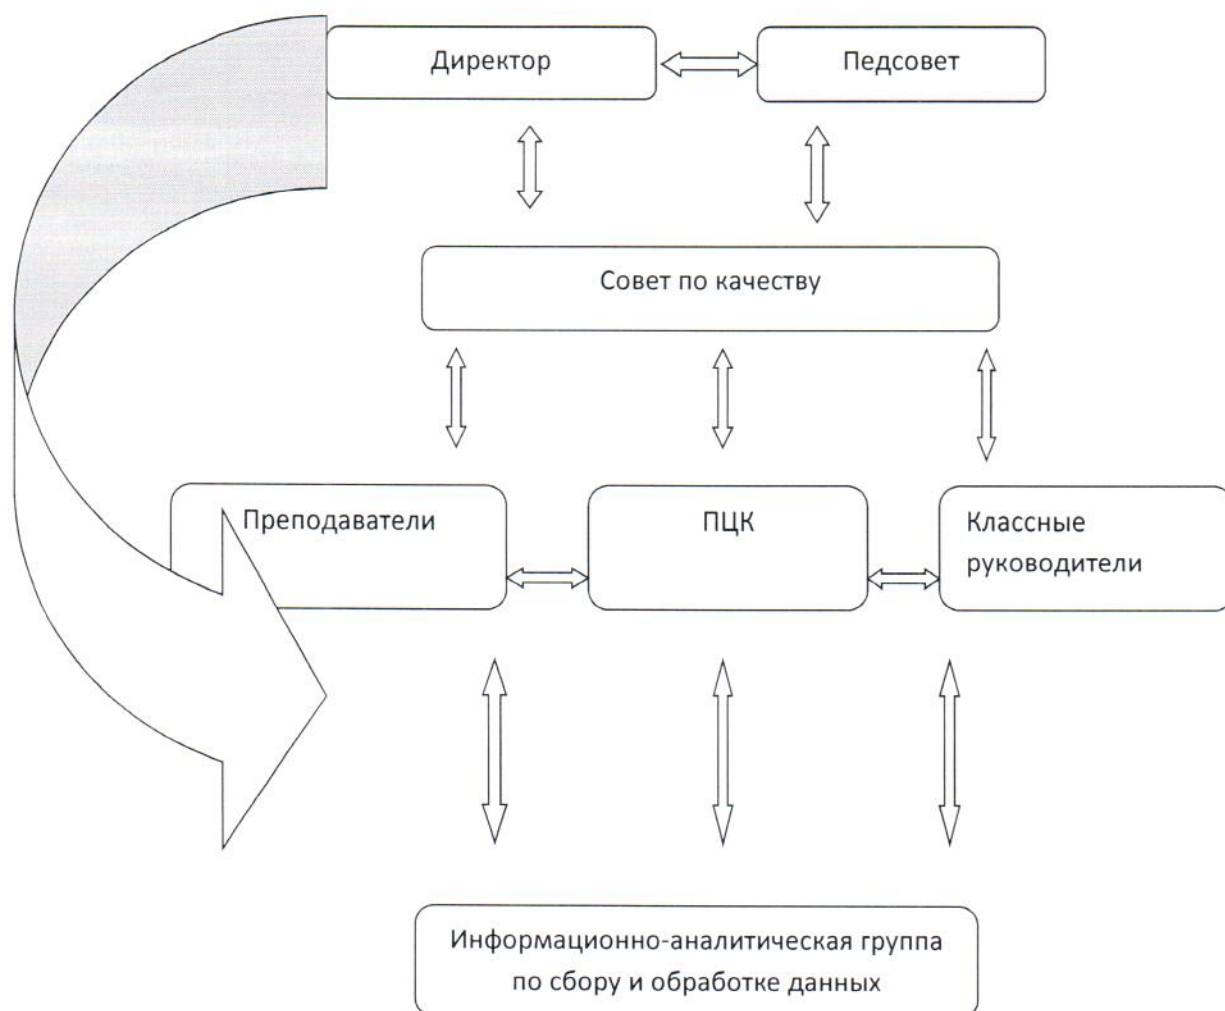 Директор
Педсовет
Совет по качеству
Преподаватели
ПЦК
Классные
руководители
Информационно-аналитическая группа
по сбору и обработке данных